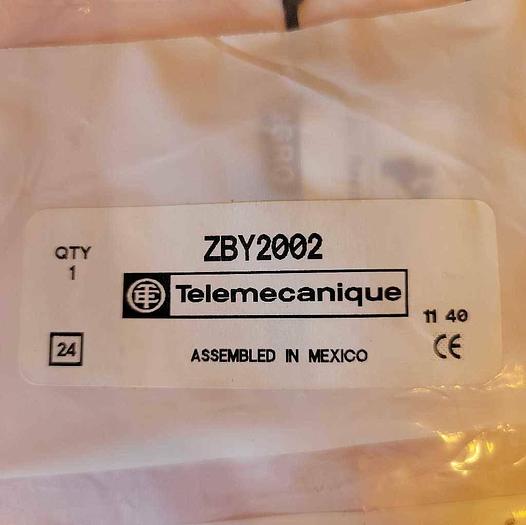 ZBY2002
QTY
1
Telemecanique
11 40
24
ASSEMBLED IN MEXICO
CE